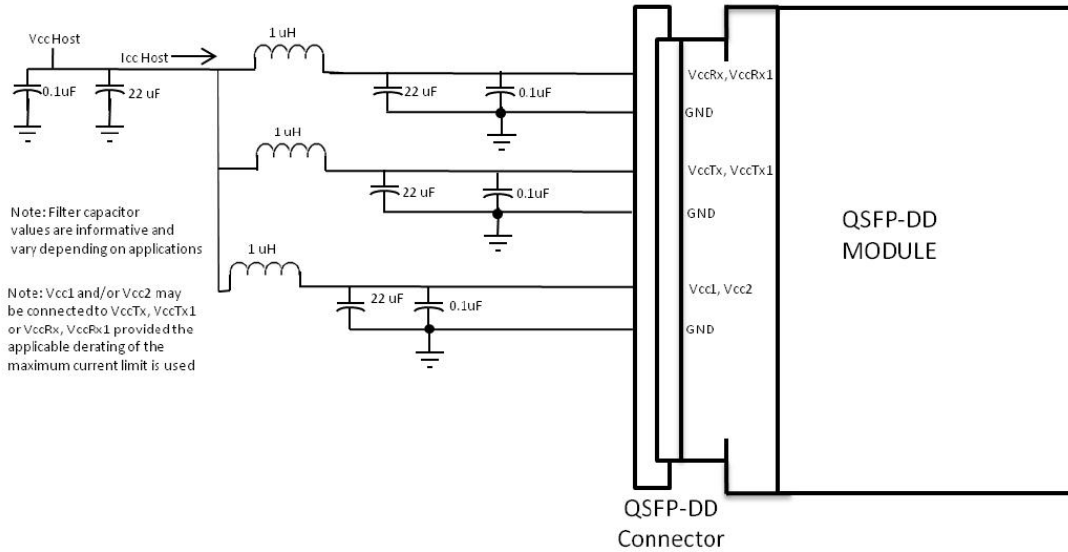 1 uH
Vcc Host
Icc Host
0.1uF
22 uF
22 uF
0.1uF
VccRx, VccRx1
GND
1 uH
22 uF
0.1uF
VccTx, VccTx1
GND
Note: Filter capacitor
values are informative and
vary depending on applications
1 uH
22 uF
0.1uF
Vcc1, Vcc2
GND
Note: Vcc1 and/or Vcc2 may
be connected to VccTx, VccTx1
or VccRx, VccRx1 provided the
applicable derating of the
maximum current limit is used
QSFP-DD
MODULE
QSFP-DD
Connector